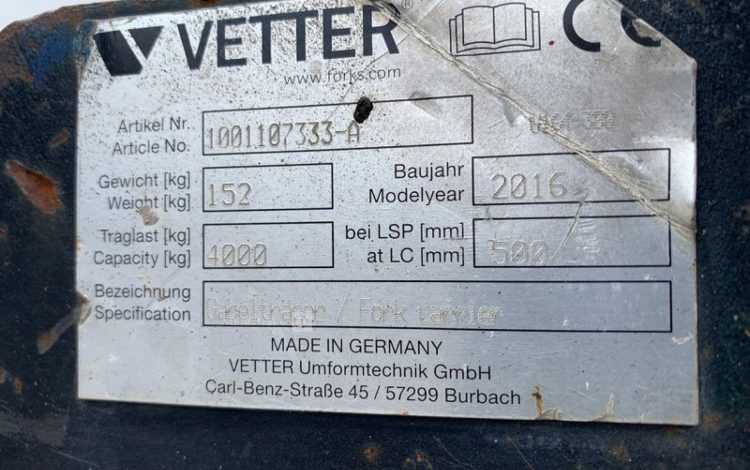 VETTER®
www.forks.com
Artikel Nr.
Article No.
1001107333-A
Gewicht [kg]
Weight [kg]
152
Baujahr
Modelyear
2016
Traglast [kg]
Capacity [kg]
4000
bei LSP [mm]
at LC [mm]
500
Bezeichnung
Specification
Gabelträger / Fork carrier
MADE IN GERMANY
VETTER Umformtechnik GmbH
Carl-Benz-Straße 45 / 57299 Burbach